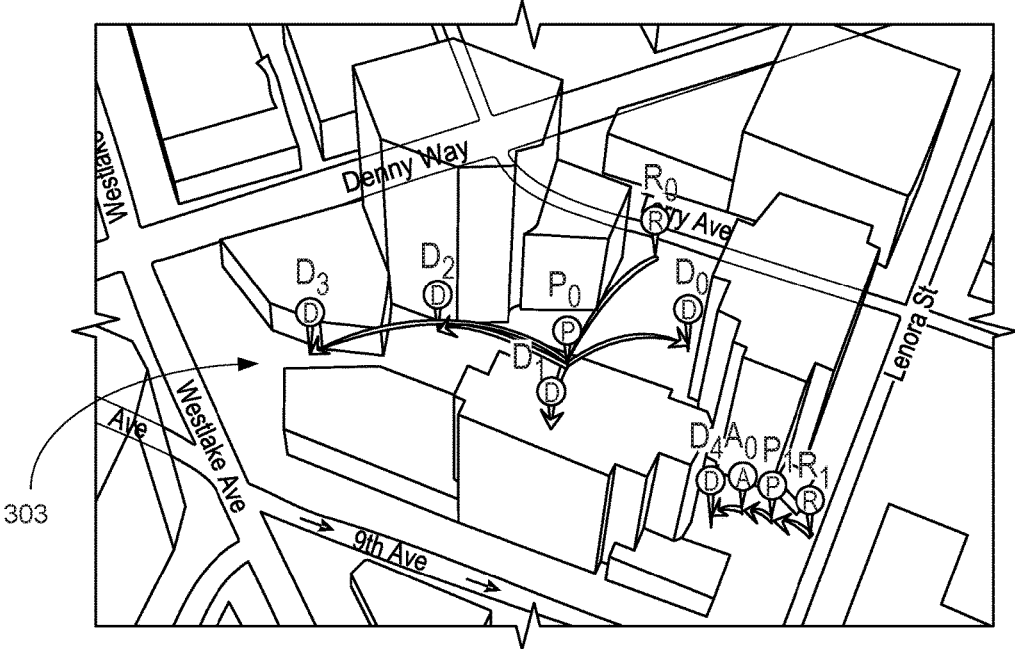 Westlake
Denny Way
R0
R
Terry Ave
D3
D
D2
D
P0
P
D0
D
D1
D
Lenora St
Westlake Ave
Ave
303
D4
D
A0
A
P1
P
R1
R
9th Ave